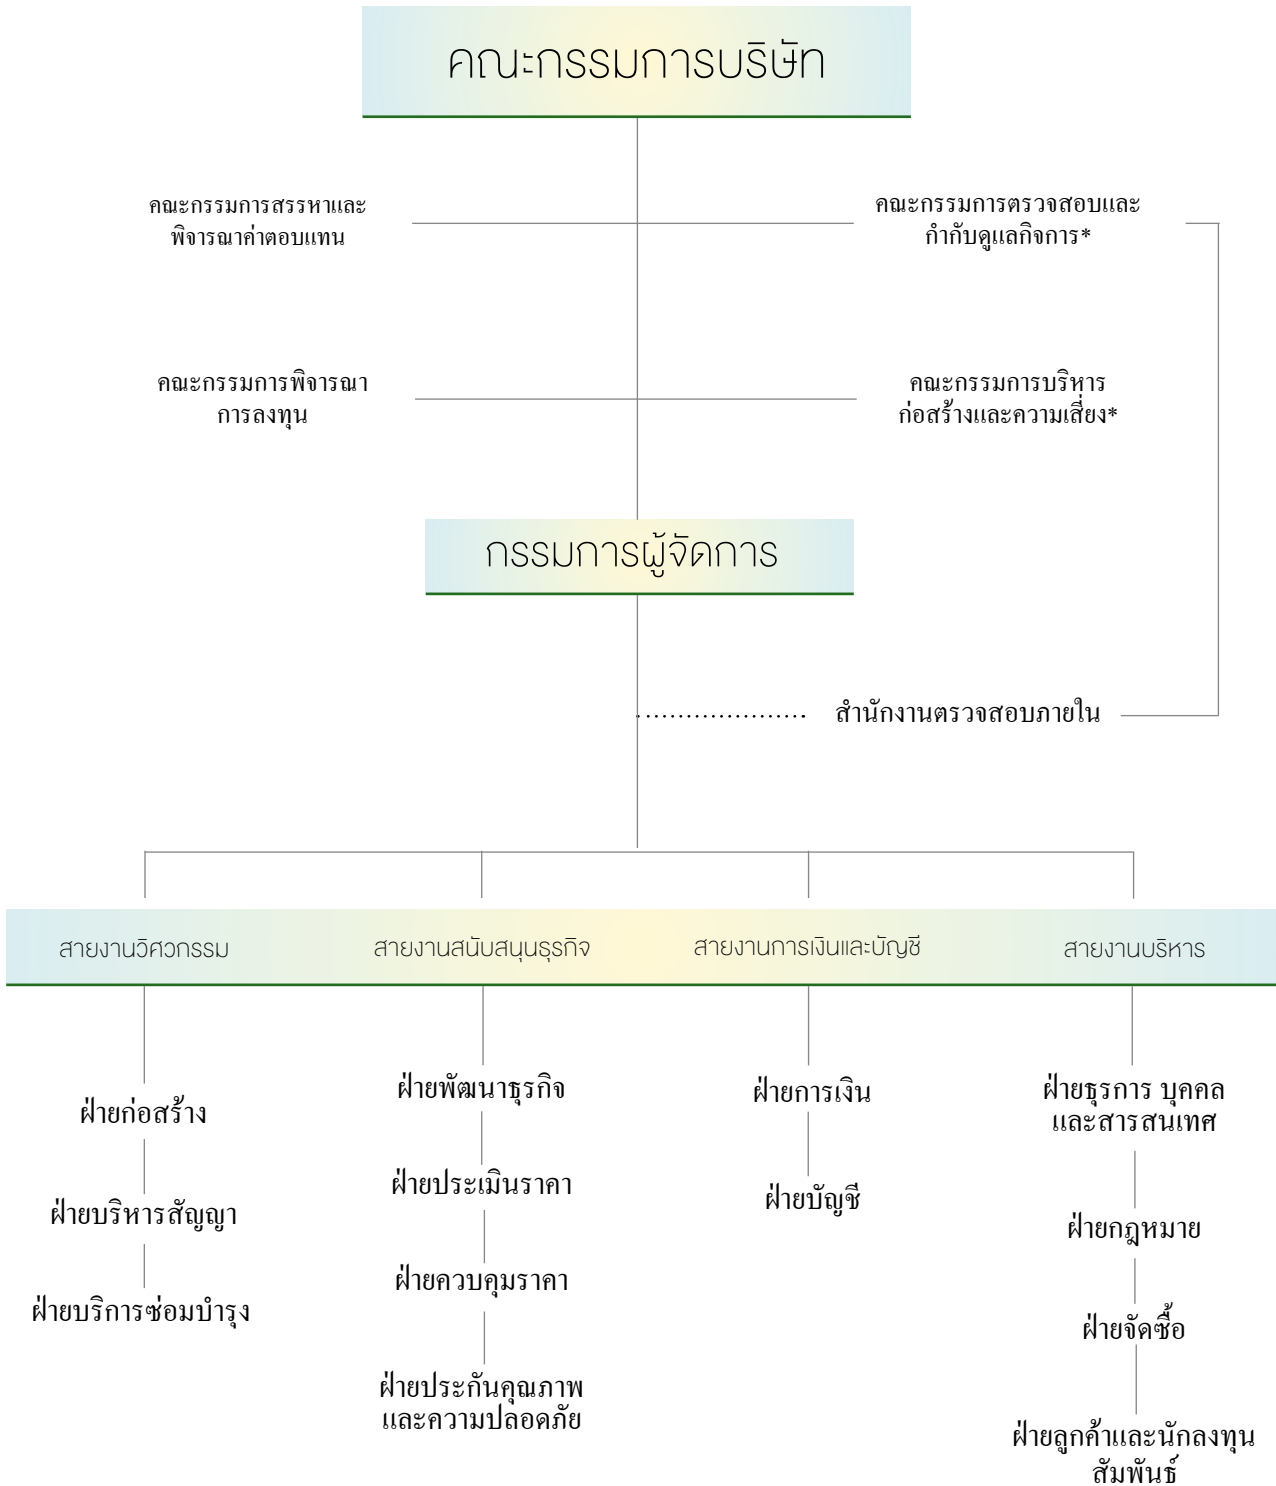 คณะกรรมการบริษัท
คณะกรรมการสรรหาและ
พิจารณาค่าตอบแทน
คณะกรรมการตรวจสอบและ
กำกับดูแลกิจการ*
คณะกรรมการพิจารณา
การลงทุน
คณะกรรมการบริหาร
ก่อสร้างและความเสี่ยง*
กรรมการผู้จัดการ
สำนักงานตรวจสอบภายใน
สายงานวิศวกรรม
สายงานสนับสนุนธุรกิจ
สายงานการเงินและบัญชี
สายงานบริหาร
ฝ่ายก่อสร้าง
ฝ่ายบริหารสัญญา
ฝ่ายบริการซ่อมบำรุง
ฝ่ายพัฒนาธุรกิจ
ฝ่ายประเมินราคา
ฝ่ายควบคุมราคา
ฝ่ายประกันคุณภาพ
และความปลอดภัย
ฝ่ายการเงิน
ฝ่ายบัญชี
ฝ่ายธุรการ บุคคล
และสารสนเทศ
ฝ่ายกฎหมาย
ฝ่ายจัดซื้อ
ฝ่ายลูกค้าและนักลงทุน
สัมพันธ์